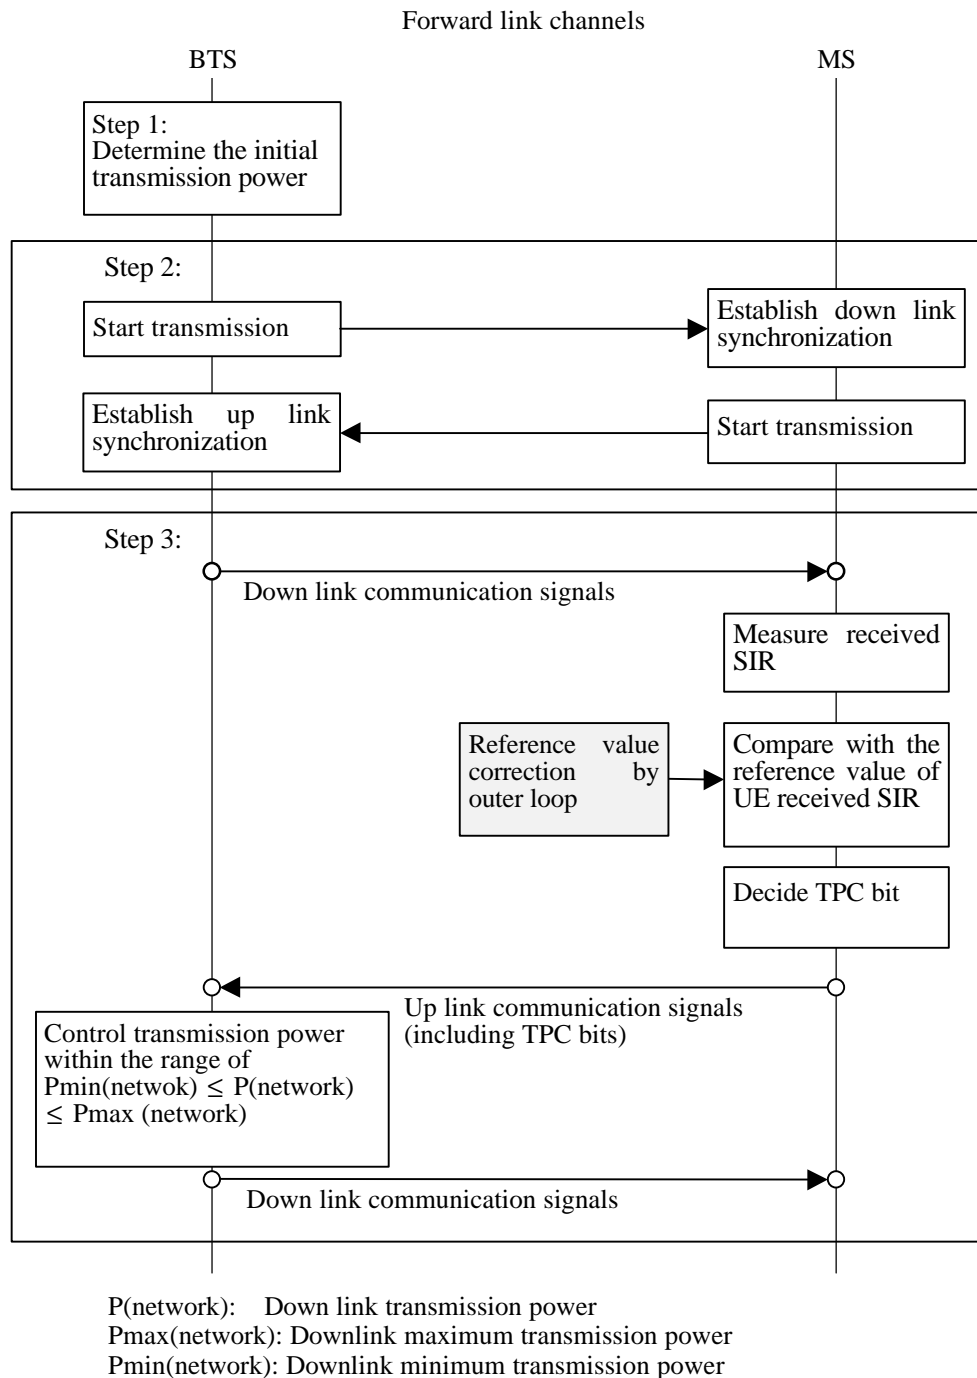 Forward link channels
BTS
MS
Step 1:
Determine the initial
transmission power
Step 2:
Start transmission
Establish down link
synchronization
Establish up link
synchronization
Start transmission
Step 3:
Down link communication signals
Measure received
SIR
Reference value
correction by
outer loop
Compare with the
reference value of
UE received SIR
Decide TPC bit
Up link communication signals
(including TPC bits)
Control transmission power
within the range of
Pmin(netwok) ≤ P(network)
≤ Pmax (network)
Down link communication signals
P(network): Down link transmission power
Pmax(network): Downlink maximum transmission power
Pmin(network): Downlink minimum transmission power